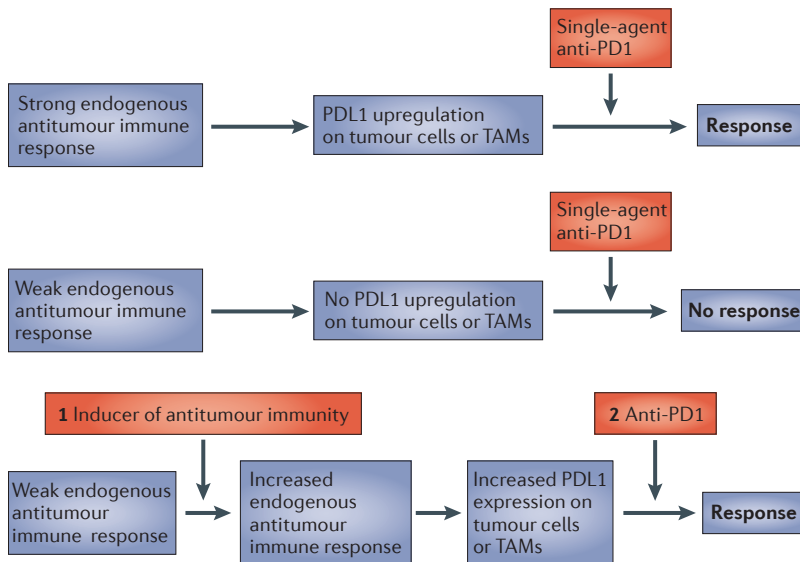 Single-agent
anti-PD1
Strong endogenous
antitumour immune
response
PDL1 upregulation
on tumour cells or TAMs
Response
Single-agent
anti-PD1
Weak endogenous
antitumour immune
response
No PDL1 upregulation
on tumour cells or TAMs
No response
1 Inducer of antitumour immunity
2 Anti-PD1
Weak endogenous
antitumour
immune response
Increased
endogenous
antitumour
immune response
Increased PDL1
expression on
tumour cells
or TAMs
Response